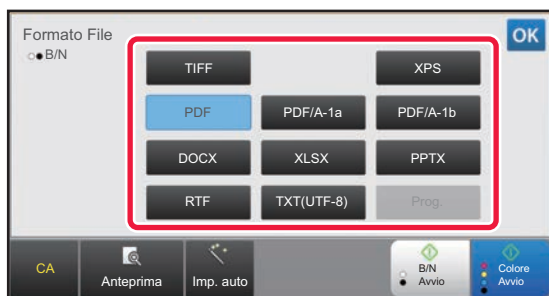 Formato File
OK
B/N
TIFF
XPS
PDF
PDF/A-1a
PDF/A-1b
DOCX
XLSX
PPTX
RTF
TXT(UTF-8)
Prog.
CA
Anteprima
Imp. auto
B/N
Avvio
Colore
Avvio